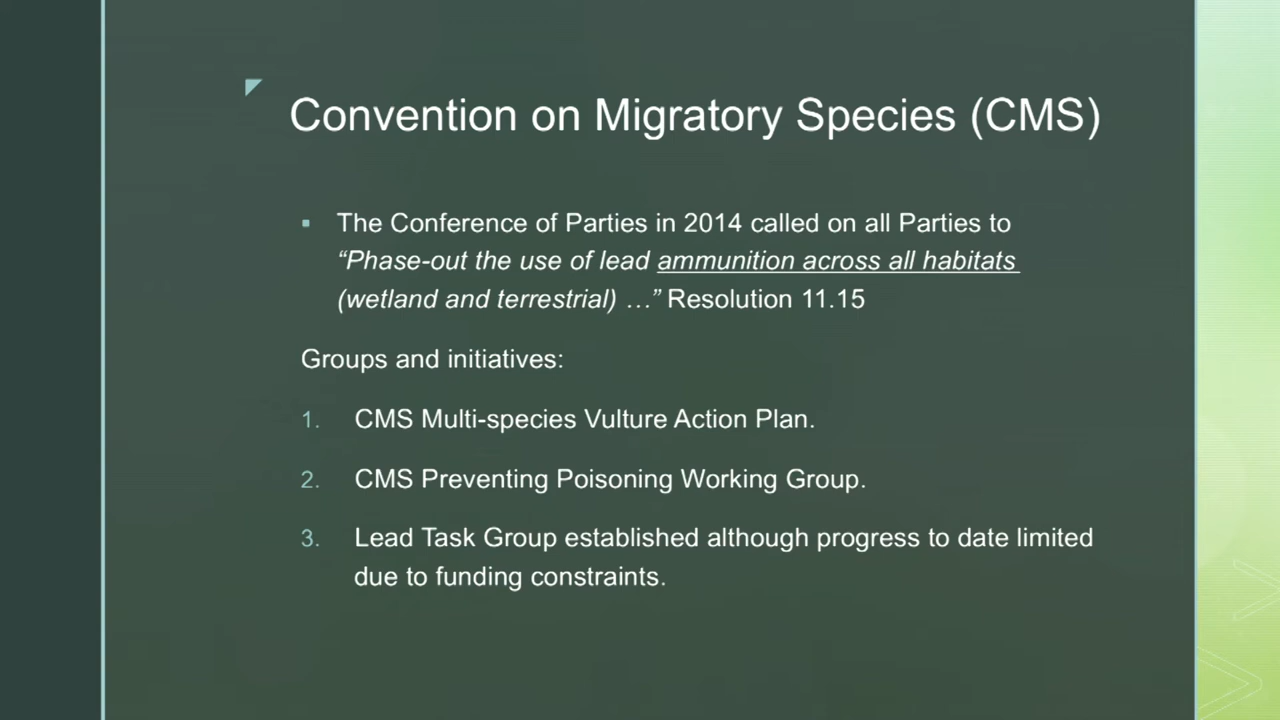 Convention on Migratory Species (CMS)
▪ The Conference of Parties in 2014 called on all Parties to
“Phase-out the use of lead ammunition across all habitats
(wetland and terrestrial) …” Resolution 11.15
Groups and initiatives:
1. CMS Multi-species Vulture Action Plan.
2. CMS Preventing Poisoning Working Group.
3. Lead Task Group established although progress to date limited
due to funding constraints.